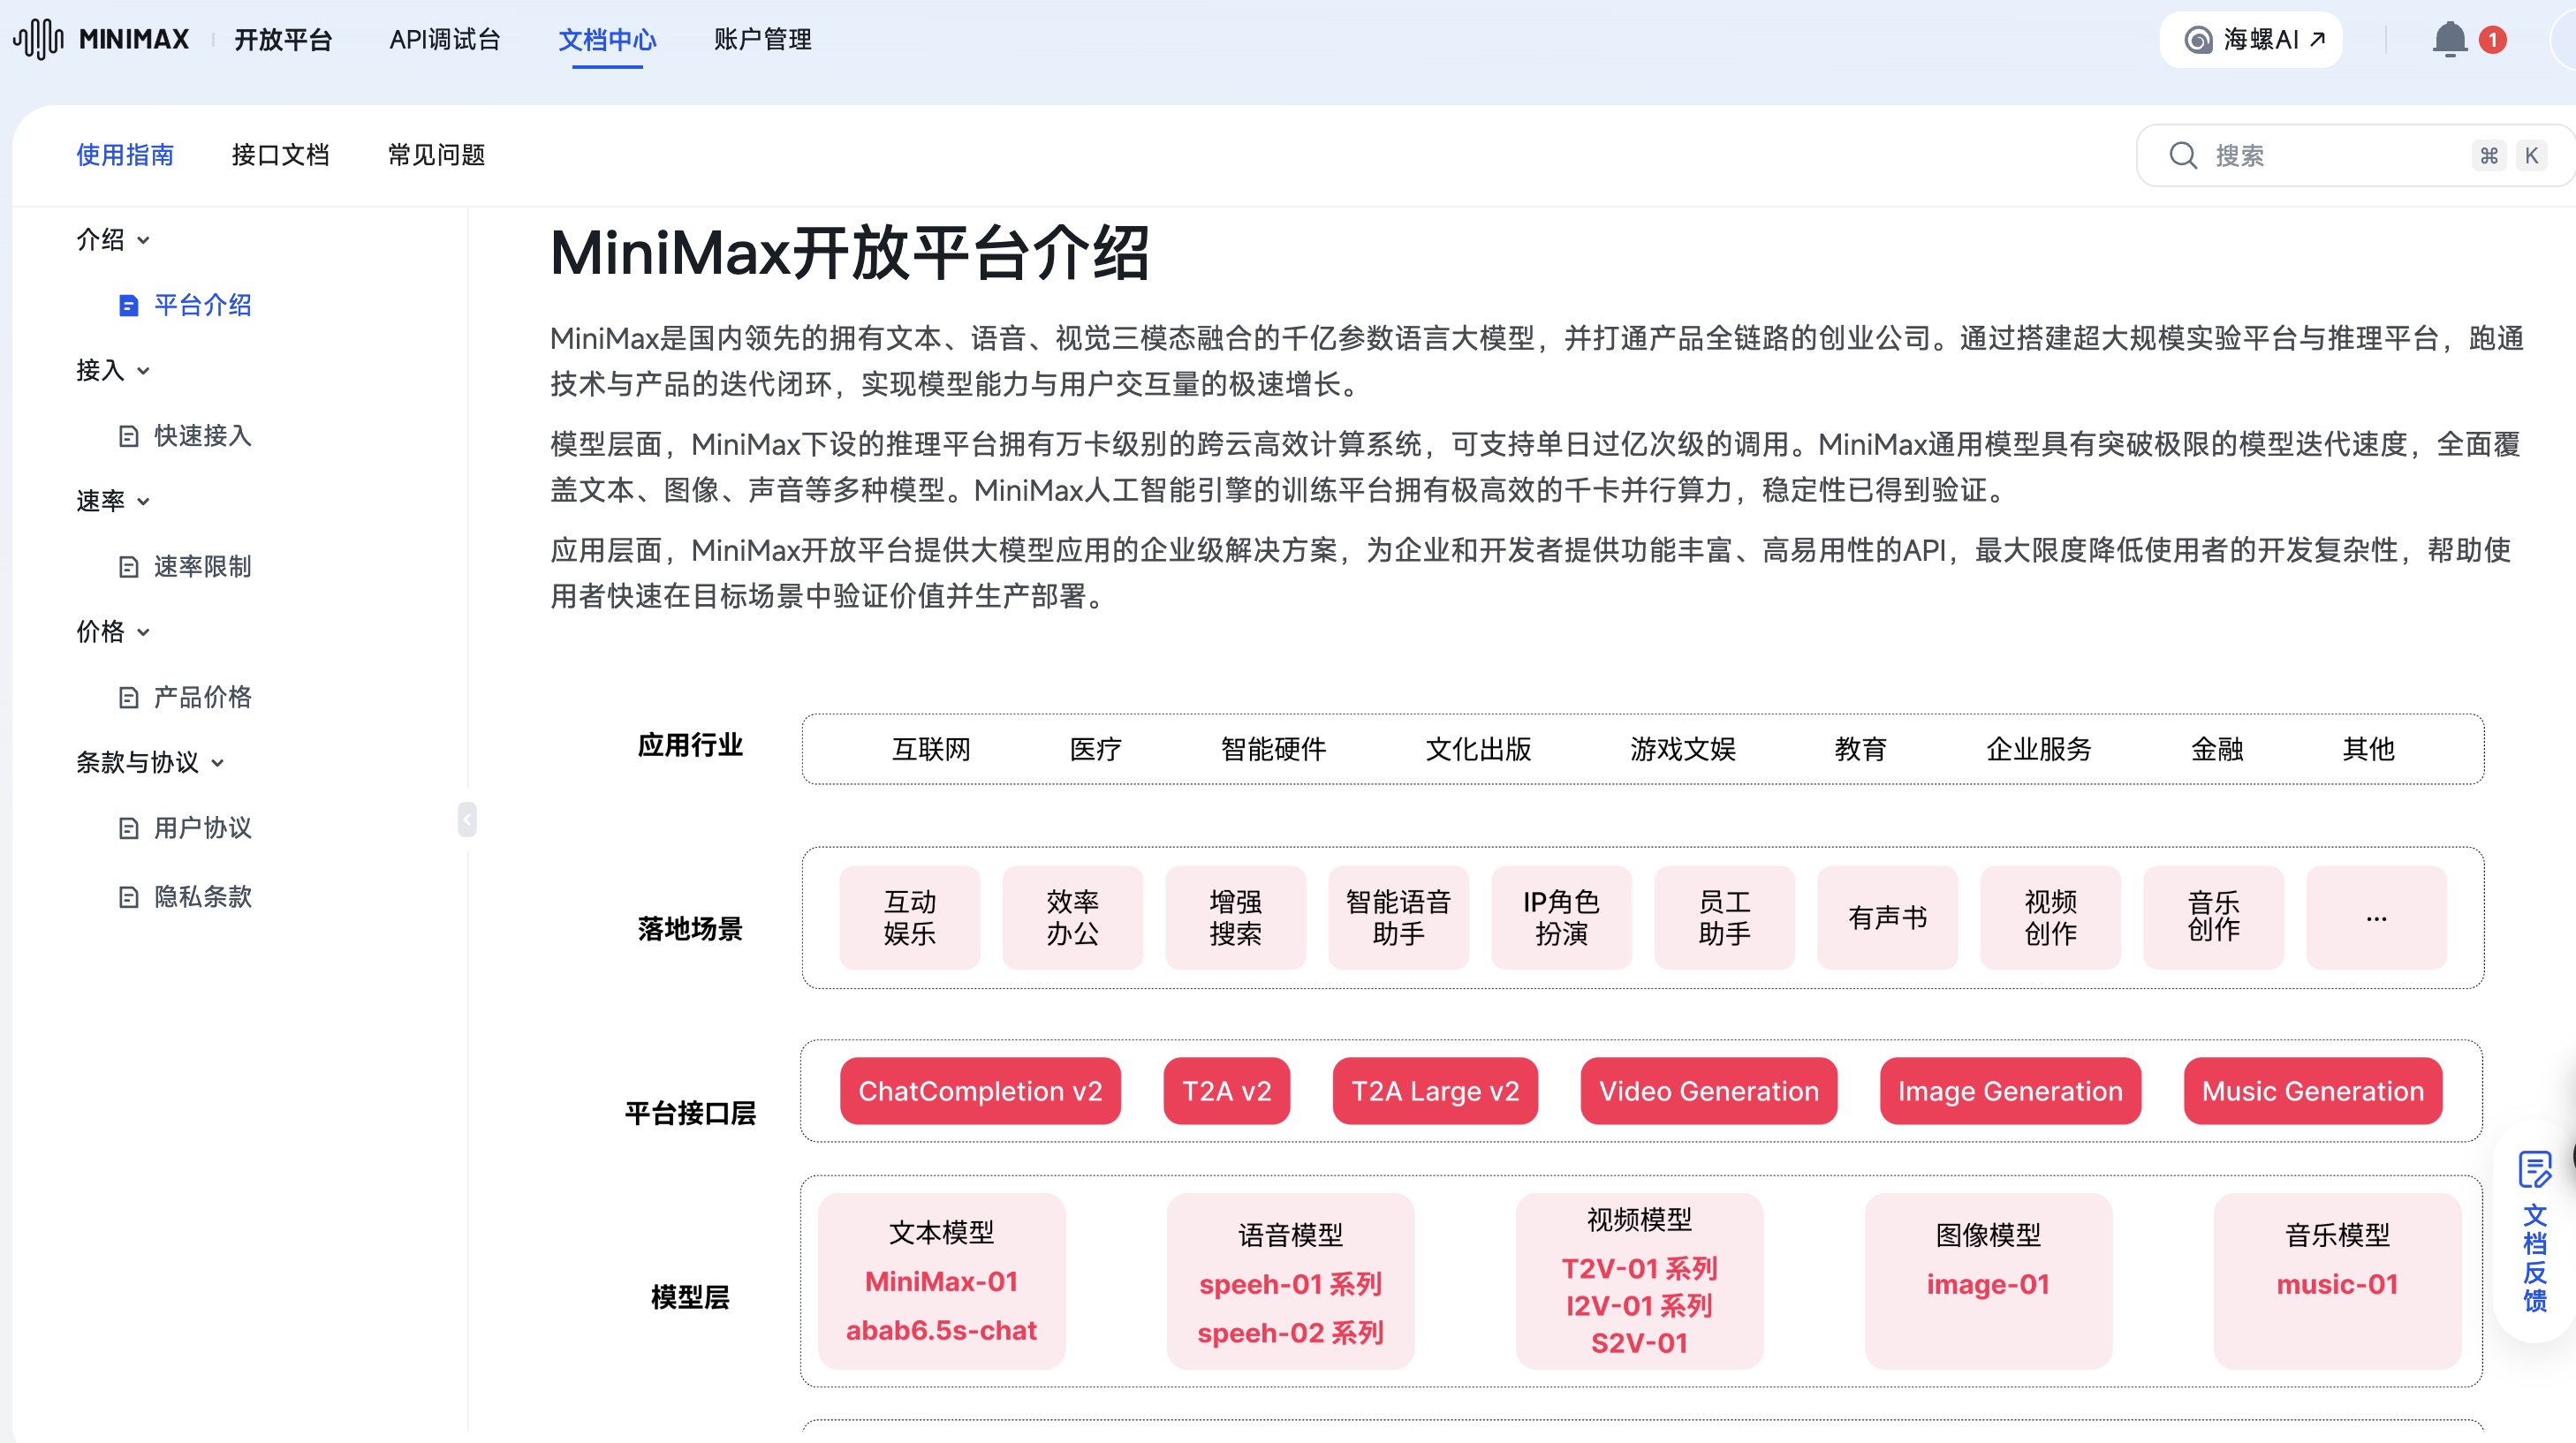 MINIMAX
开放平台
API调试台
文档中心
账户管理
海螺AI
1
使用指南
接口文档
常见问题
搜索
⌘ K
介绍
平台介绍
接入
快速接入
速率
速率限制
价格
产品价格
条款与协议
用户协议
隐私条款
MiniMax开放平台介绍
MiniMax是国内领先的拥有文本、语音、视觉三模态融合的千亿参数语言大模型，并打通产品全链路的创业公司。通过搭建超大规模实验平台与推理平台，跑通
技术与产品的迭代闭环，实现模型能力与用户交互量的极速增长。
模型层面，MiniMax下设的推理平台拥有万卡级别的跨云高效计算系统，可支持单日过亿次级的调用。MiniMax通用模型具有突破极限的模型迭代速度，全面覆
盖文本、图像、声音等多种模型。MiniMax人工智能引擎的训练平台拥有极高效的千卡并行算力，稳定性已得到验证。
应用层面，MiniMax开放平台提供大模型应用的企业级解决方案，为企业和开发者提供功能丰富、高易用性的API，最大限度降低使用者的开发复杂性，帮助使
用者快速在目标场景中验证价值并生产部署。
应用行业
互联网
医疗
智能硬件
文化出版
游戏文娱
教育
企业服务
金融
其他
落地场景
互动
娱乐
效率
办公
增强
搜索
智能语音
助手
IP角色
扮演
员工
助手
有声书
视频
创作
音乐
创作
...
平台接口层
ChatCompletion v2
T2A v2
T2A Large v2
Video Generation
Image Generation
Music Generation
模型层
文本模型
MiniMax-01
abab6.5s-chat
语音模型
speeh-01 系列
speeh-02 系列
视频模型
T2V-01 系列
I2V-01 系列
S2V-01
图像模型
image-01
音乐模型
music-01
文
档
反
馈